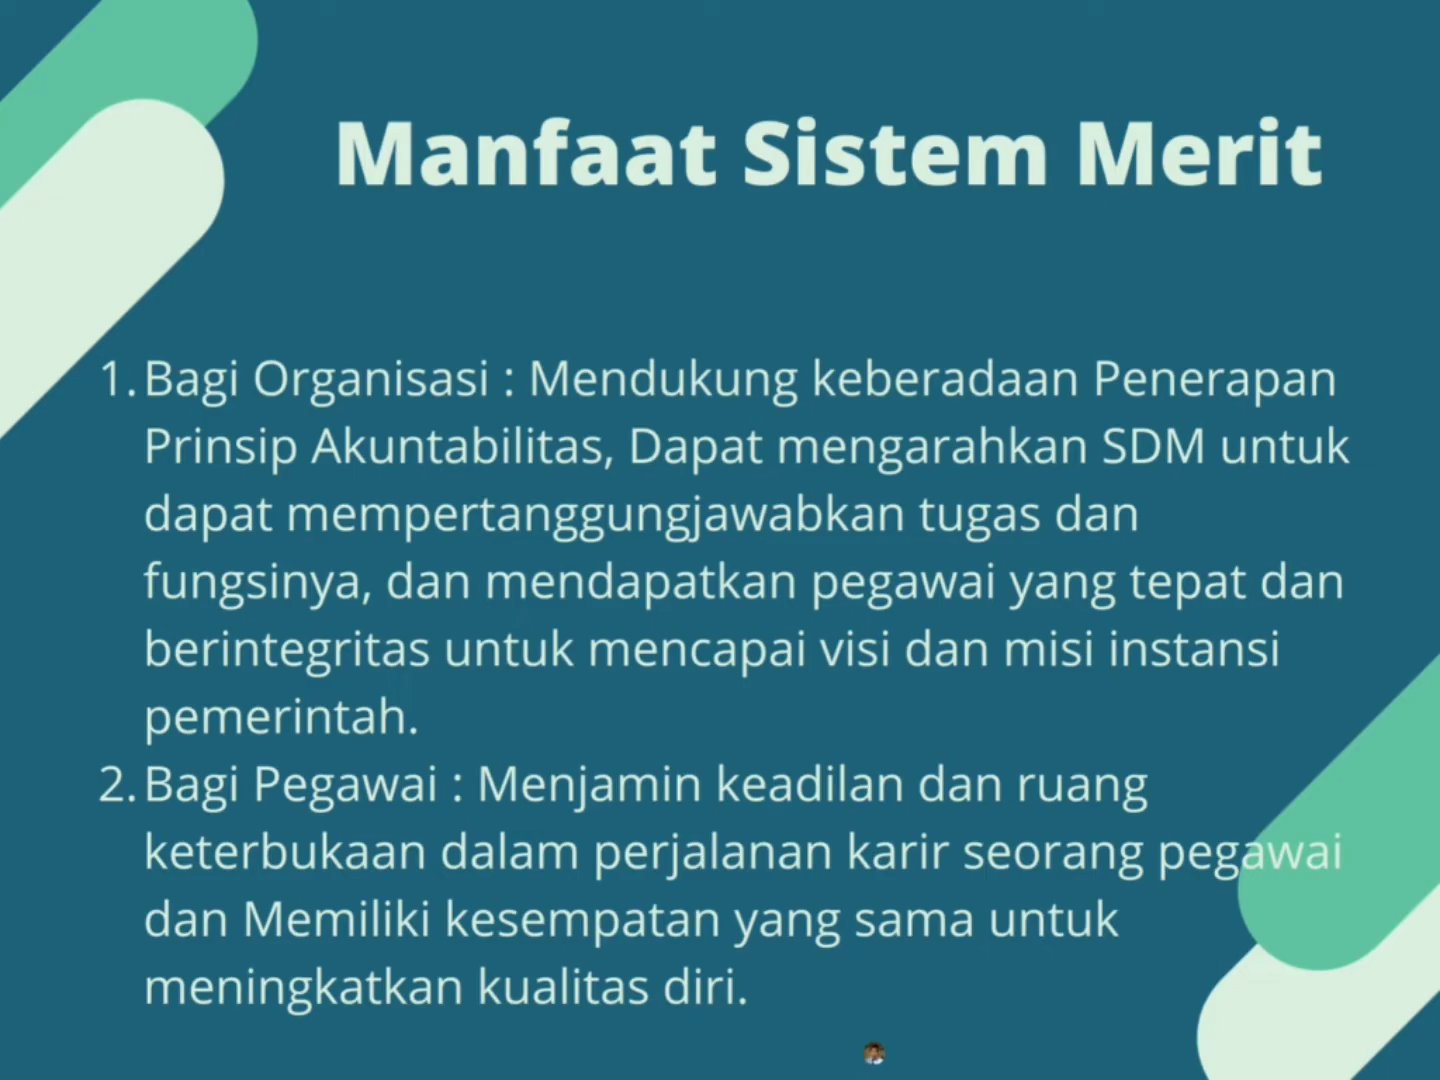 Manfaat Sistem Merit
1. Bagi Organisasi : Mendukung keberadaan Penerapan
Prinsip Akuntabilitas, Dapat mengarahkan SDM untuk
dapat mempertanggungjawabkan tugas dan
fungsinya, dan mendapatkan pegawai yang tepat dan
berintegritas untuk mencapai visi dan misi instansi
pemerintah.
2. Bagi Pegawai : Menjamin keadilan dan ruang
keterbukaan dalam perjalanan karir seorang pegawai
dan Memiliki kesempatan yang sama untuk
meningkatkan kualitas diri.